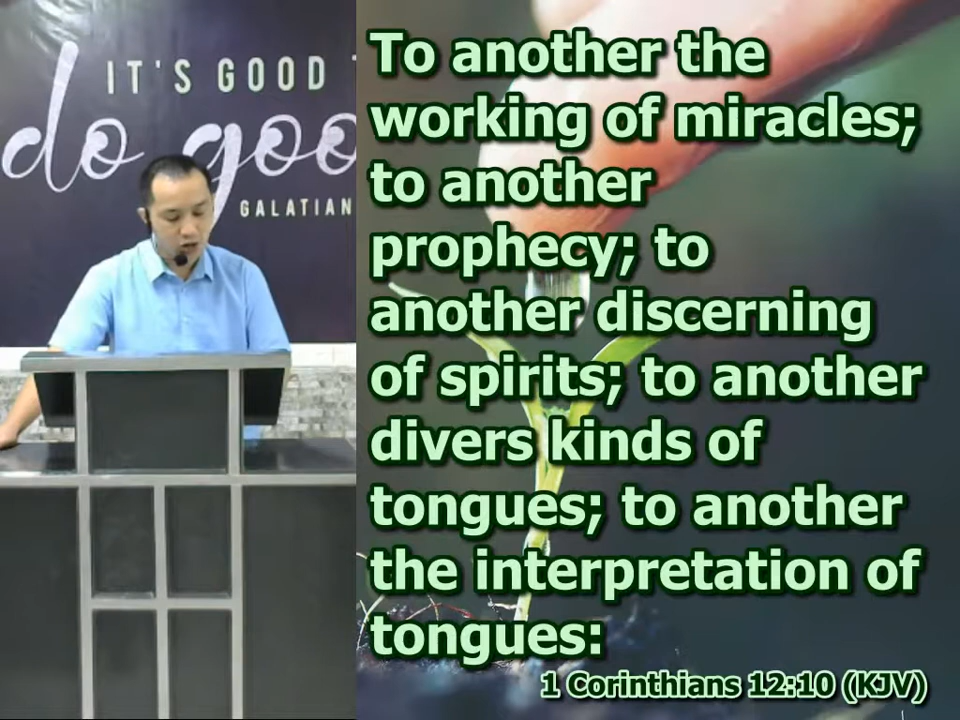 IT'S GOOD
do goo
GALATIAN
To another the
working of miracles;
to another
prophecy; to
another discerning
of spirits; to another
divers kinds of
tongues; to another
the interpretation of
tongues:
1 Corinthians 12:10 (KJV)